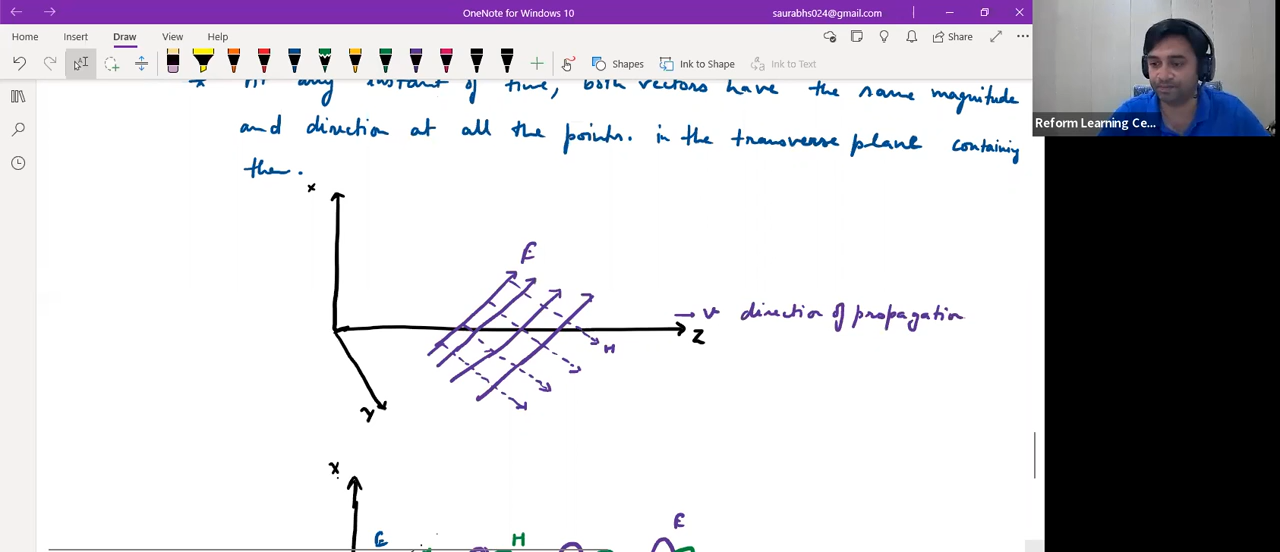 OneNote for Windows 10
saurabhs024@gmail.com
Home Insert Draw View Help
Share
Shapes Ink to Shape Ink to Text
* At any instant of time, both vectors have the same magnitude
and direction at all the points. in the transverse plane containing
them.
Reform Learning Ce...
x
E
→ v direction of propagation
Z
H
y
x
E
E
H